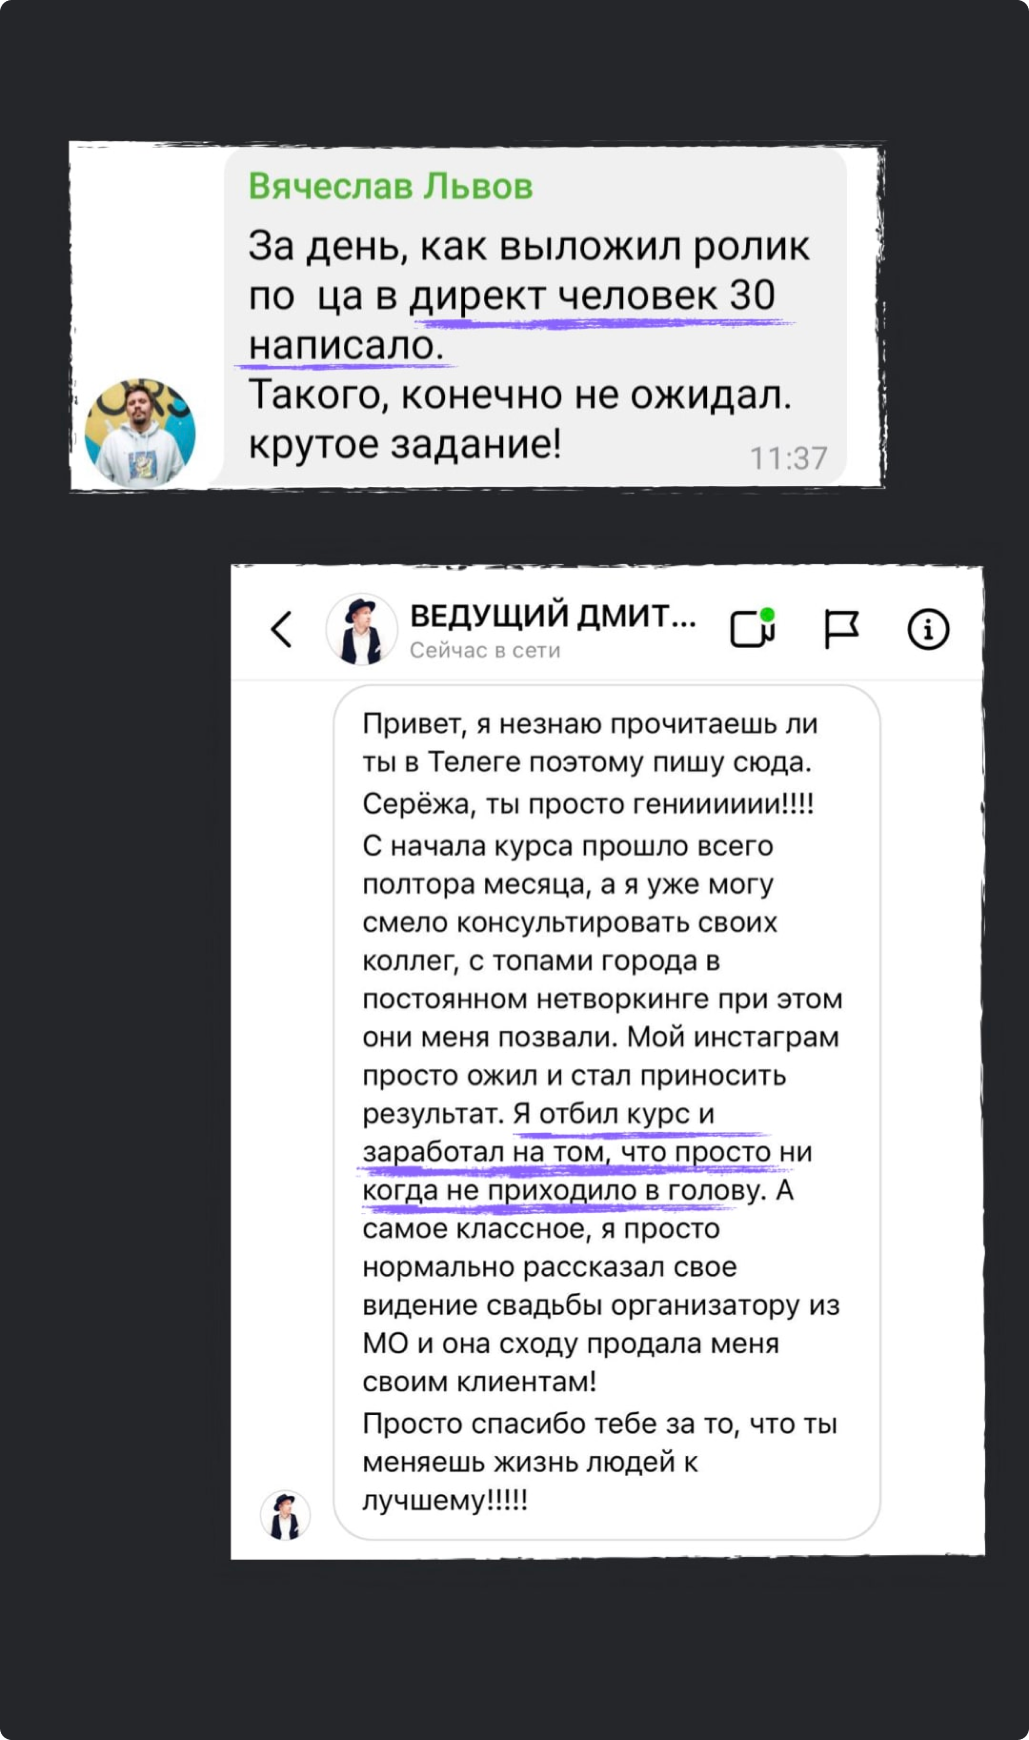 Вячеслав Львов
За день, как выложил ролик
по ца в директ человек 30
написало.
Такого, конечно не ожидал.
крутое задание!
11:37
ВЕДУЩИЙ ДМИТ...
Сейчас в сети
Привет, я незнаю прочитаешь ли
ты в Телеге поэтому пишу сюда.
Серёжа, ты просто гениииииии!!!!
С начала курса прошло всего
полтора месяца, а я уже могу
смело консультировать своих
коллег, с топами города в
постоянном нетворкинге при этом
они меня позвали. Мой инстаграм
просто ожил и стал приносить
результат. Я отбил курс и
заработал на том, что просто ни
когда не приходило в голову. А
самое классное, я просто
нормально рассказал свое
видение свадьбы организатору из
МО и она сходу продала меня
своим клиентам!
Просто спасибо тебе за то, что ты
меняешь жизнь людей к
лучшему!!!!!